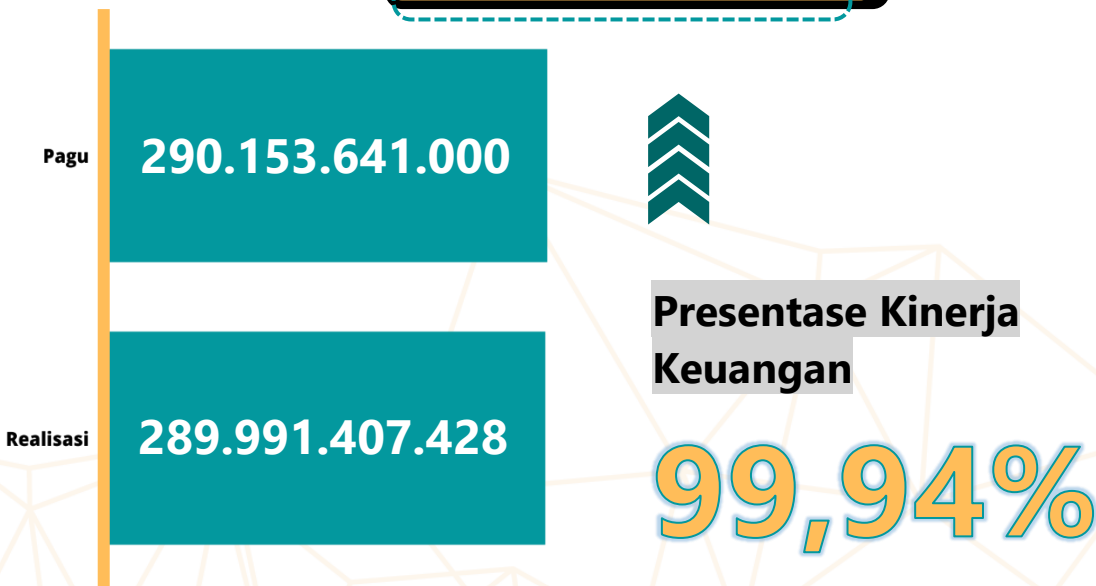 Pagu
290.153.641.000
Realisasi
289.991.407.428
Presentase Kinerja
Keuangan
99,94%